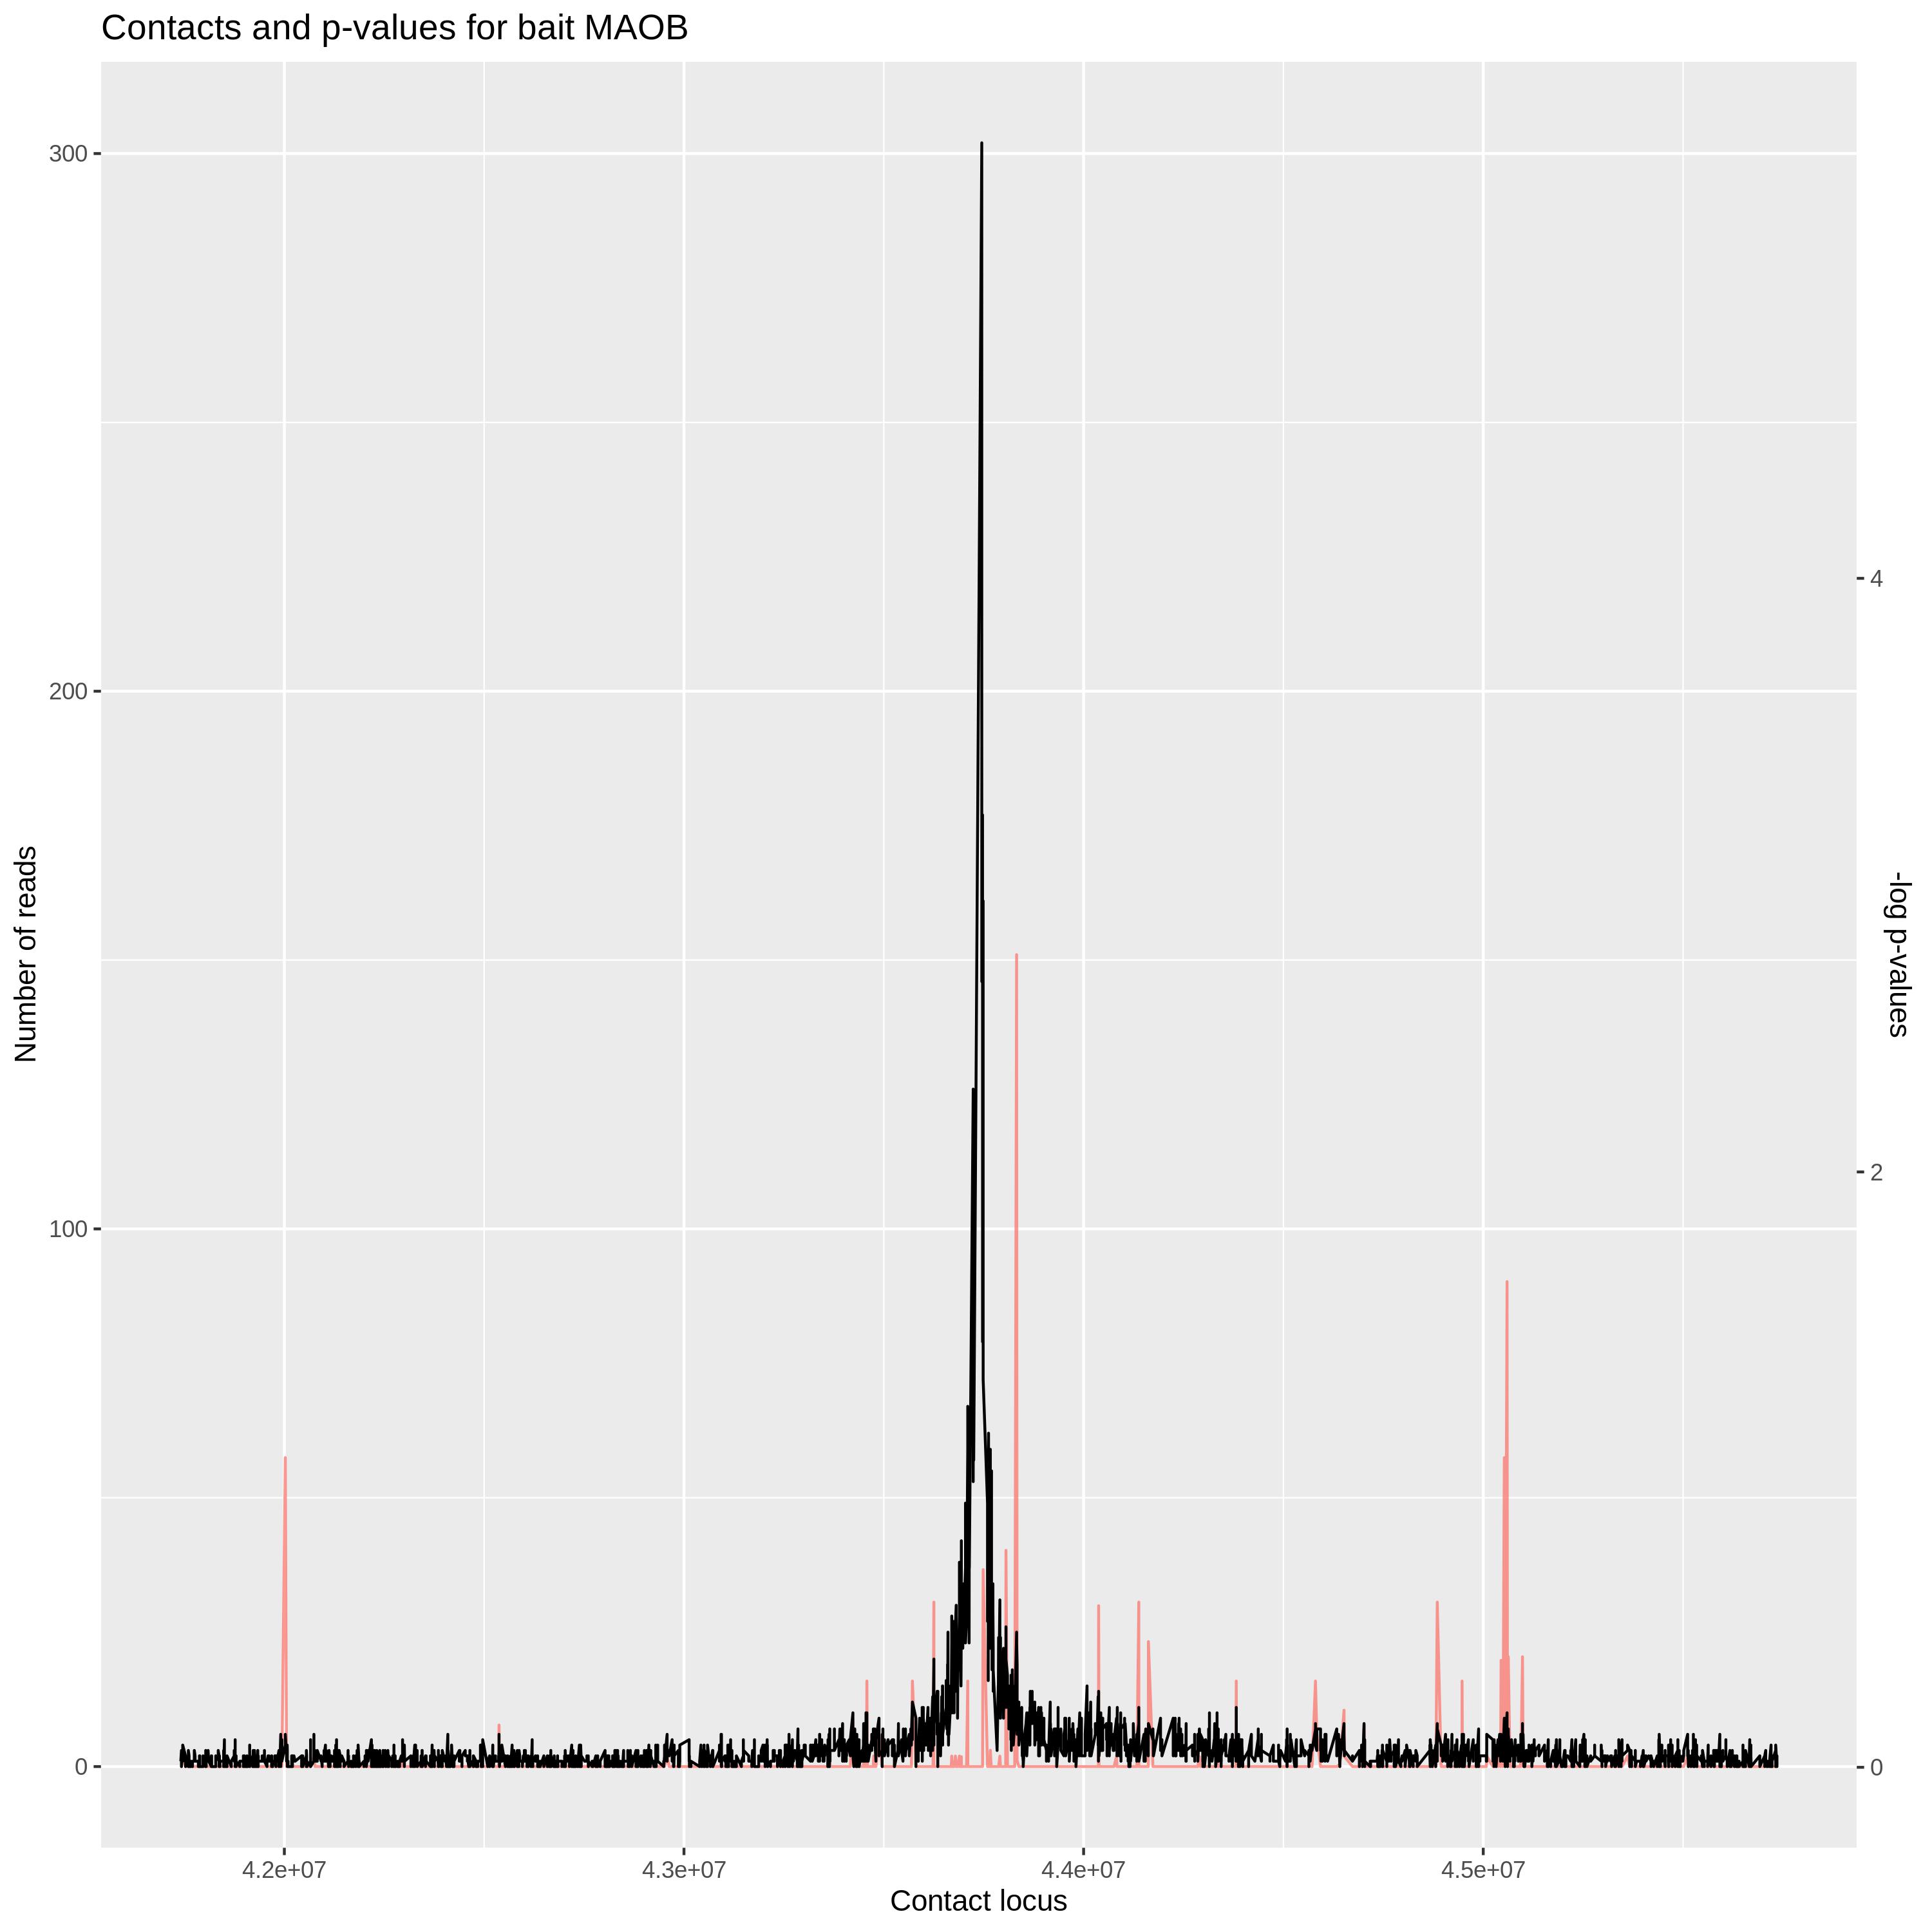 Contacts and p-values for bait MAOB
300
200
100
0
Number of reads
4
2
0
-log p-values
4.2e+07
4.3e+07
4.4e+07
4.5e+07
Contact locus